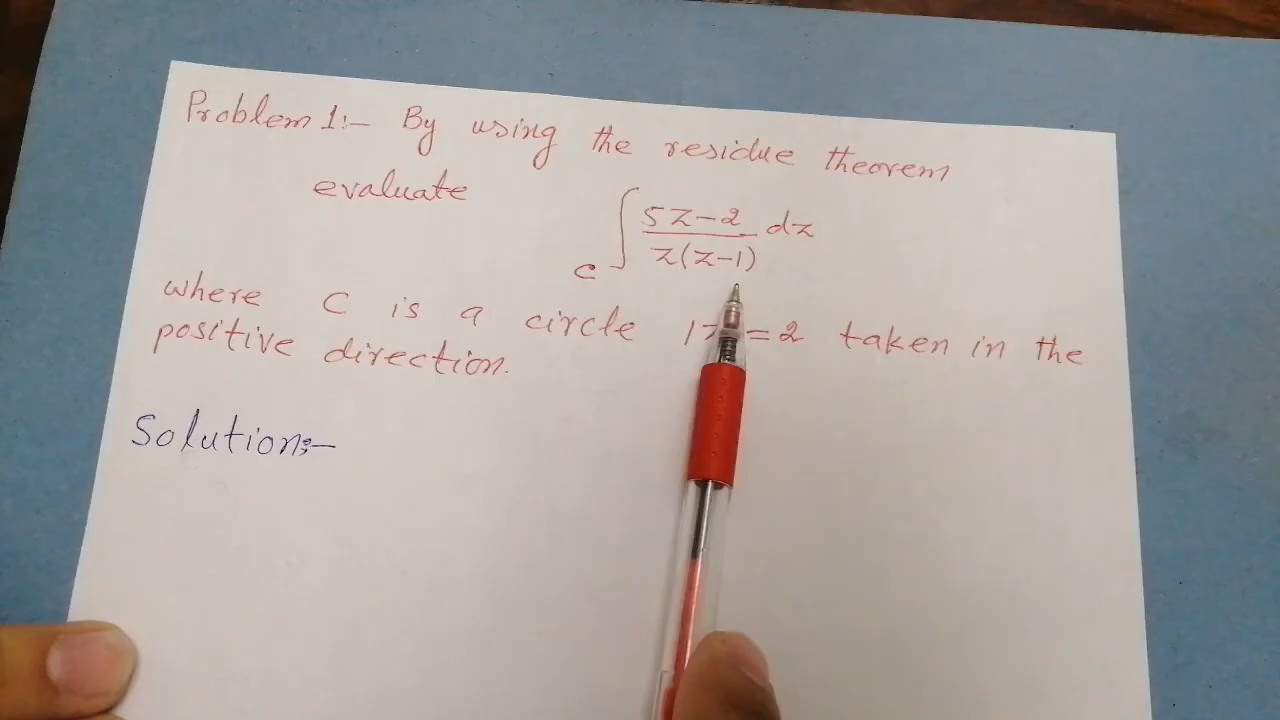 Problem 1:- By using the residue theorem
evaluate
∫ 5z-2 / z(z-1) dz
c
where C is a circle |z|=2 taken in the
positive direction.
Solution:-